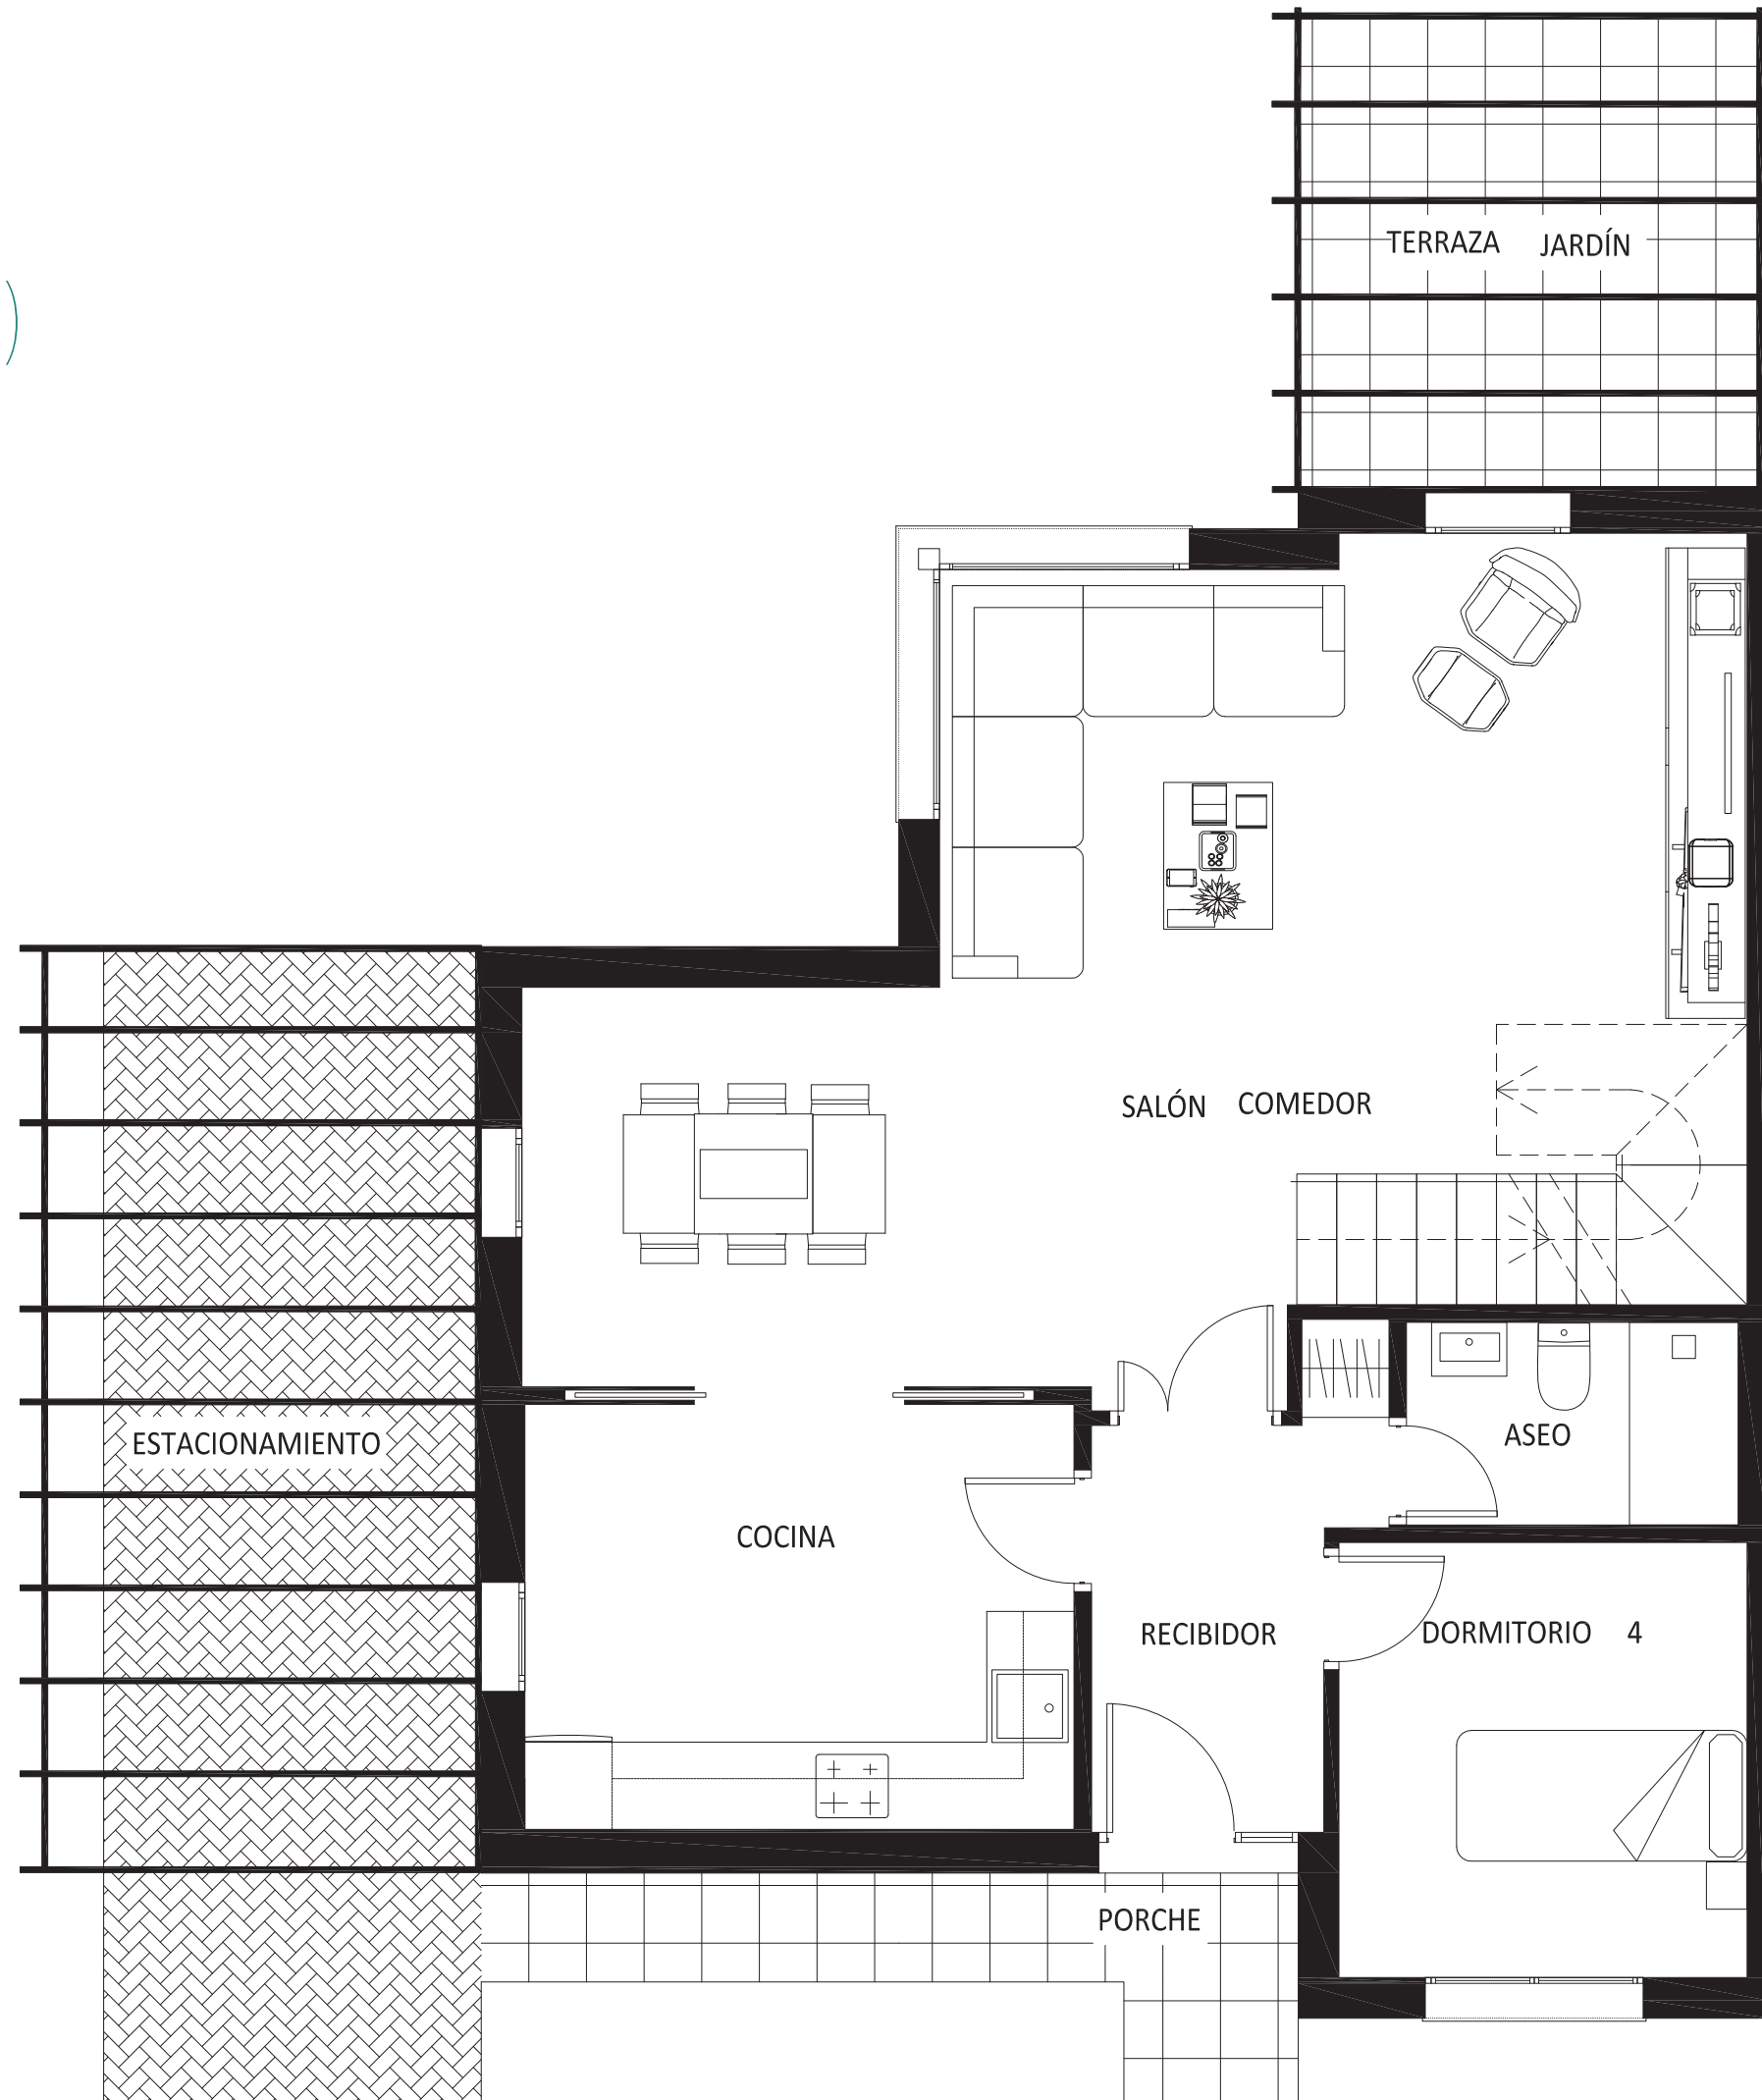 TERRAZA JARDÍN
SALÓN COMEDOR
ESTACIONAMIENTO
ASEO
COCINA
RECIBIDOR
DORMITORIO 4
PORCHE